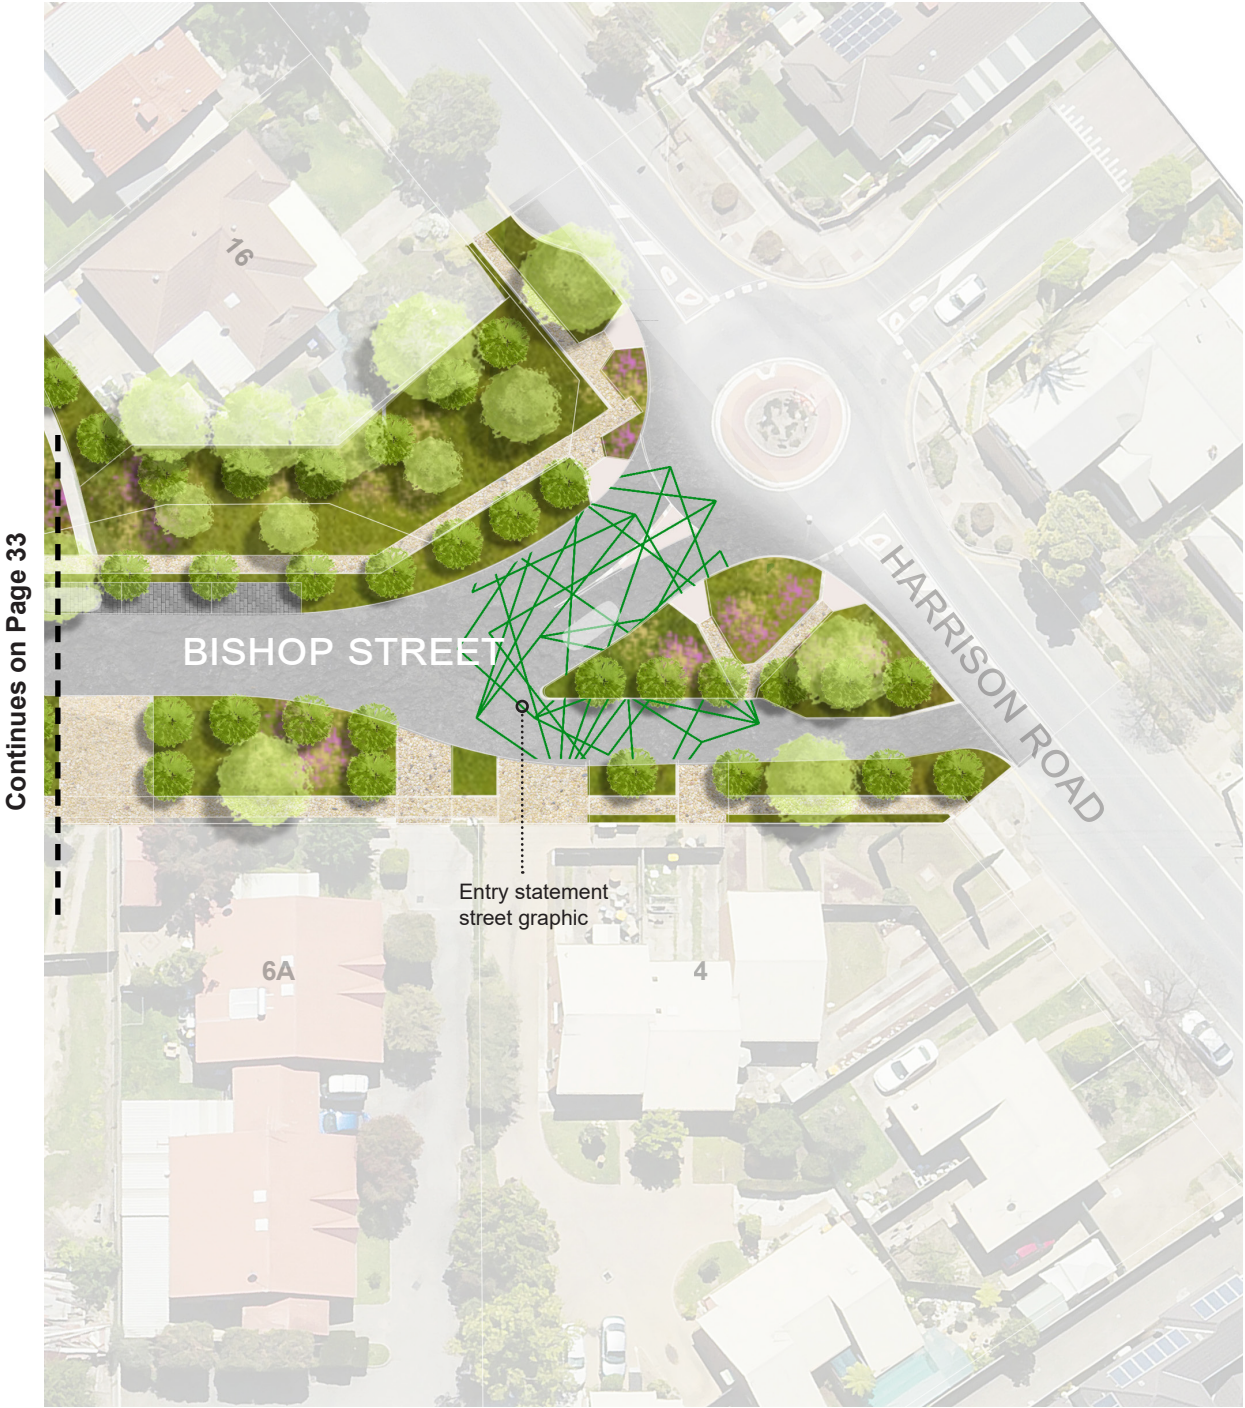 Continues on Page 33
16
BISHOP STREET
HARRISON ROAD
Entry statement
street graphic
6A
4